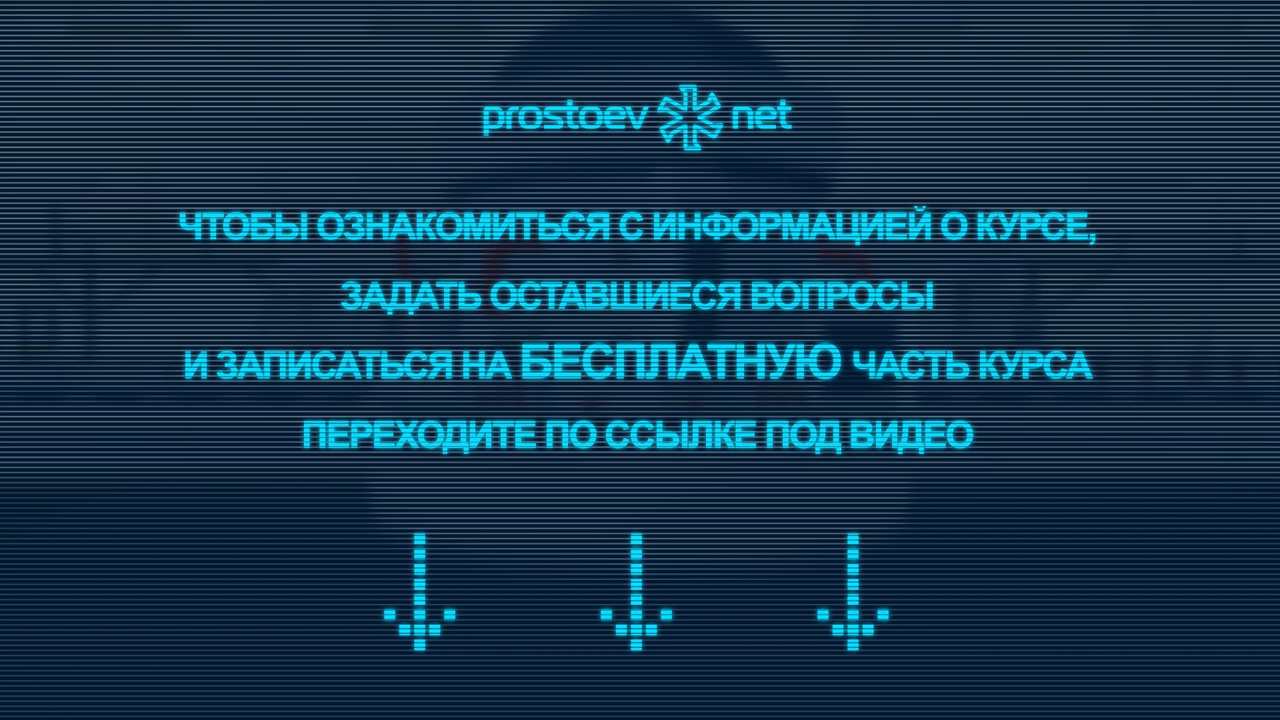 prostoev net
ЧТОБЫ ОЗНАКОМИТЬСЯ С ИНФОРМАЦИЕЙ О КУРСЕ,
ЗАДАТЬ ОСТАВШИЕСЯ ВОПРОСЫ
И ЗАПИСАТЬСЯ НА БЕСПЛАТНУЮ ЧАСТЬ КУРСА
ПЕРЕХОДИТЕ ПО ССЫЛКЕ ПОД ВИДЕО